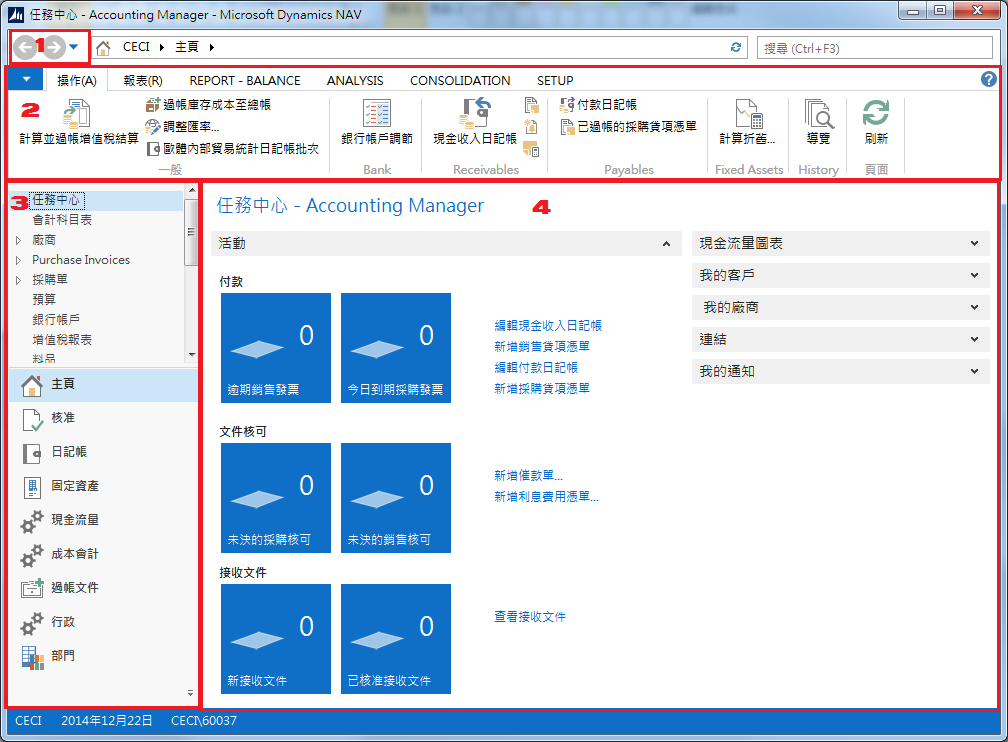 任務中心 - Accounting Manager - Microsoft Dynamics NAV
1
CECI
主頁
搜尋 (Ctrl+F3)
操作(A)
報表(R)
REPORT - BALANCE
ANALYSIS
CONSOLIDATION
SETUP
2
計算並過帳增值稅結算
過帳庫存成本至總帳
調整匯率...
歐體內部貿易統計日記帳批次
一般
銀行帳戶調節
Bank
現金收入日記帳
Receivables
付款日記帳
已過帳的採購貨項憑單
Payables
計算折舊...
Fixed Assets
導覽
History
刷新
頁面
3
任務中心
會計科目表
廠商
Purchase Invoices
採購單
預算
銀行帳戶
增值稅報表
料品
主頁
核准
日記帳
固定資產
現金流量
成本會計
過帳文件
行政
部門
任務中心 - Accounting Manager
4
活動
付款
0
逾期銷售發票
0
今日到期採購發票
編輯現金收入日記帳
新增銷售貨項憑單
編輯付款日記帳
新增採購貨項憑單
文件核可
0
未決的採購核可
0
未決的銷售核可
新增催款單...
新增利息費用憑單...
接收文件
0
新接收文件
0
已核准接收文件
查看接收文件
現金流量圖表
我的客戶
我的廠商
連結
我的通知
CECI
2014年12月22日
CECI\60037